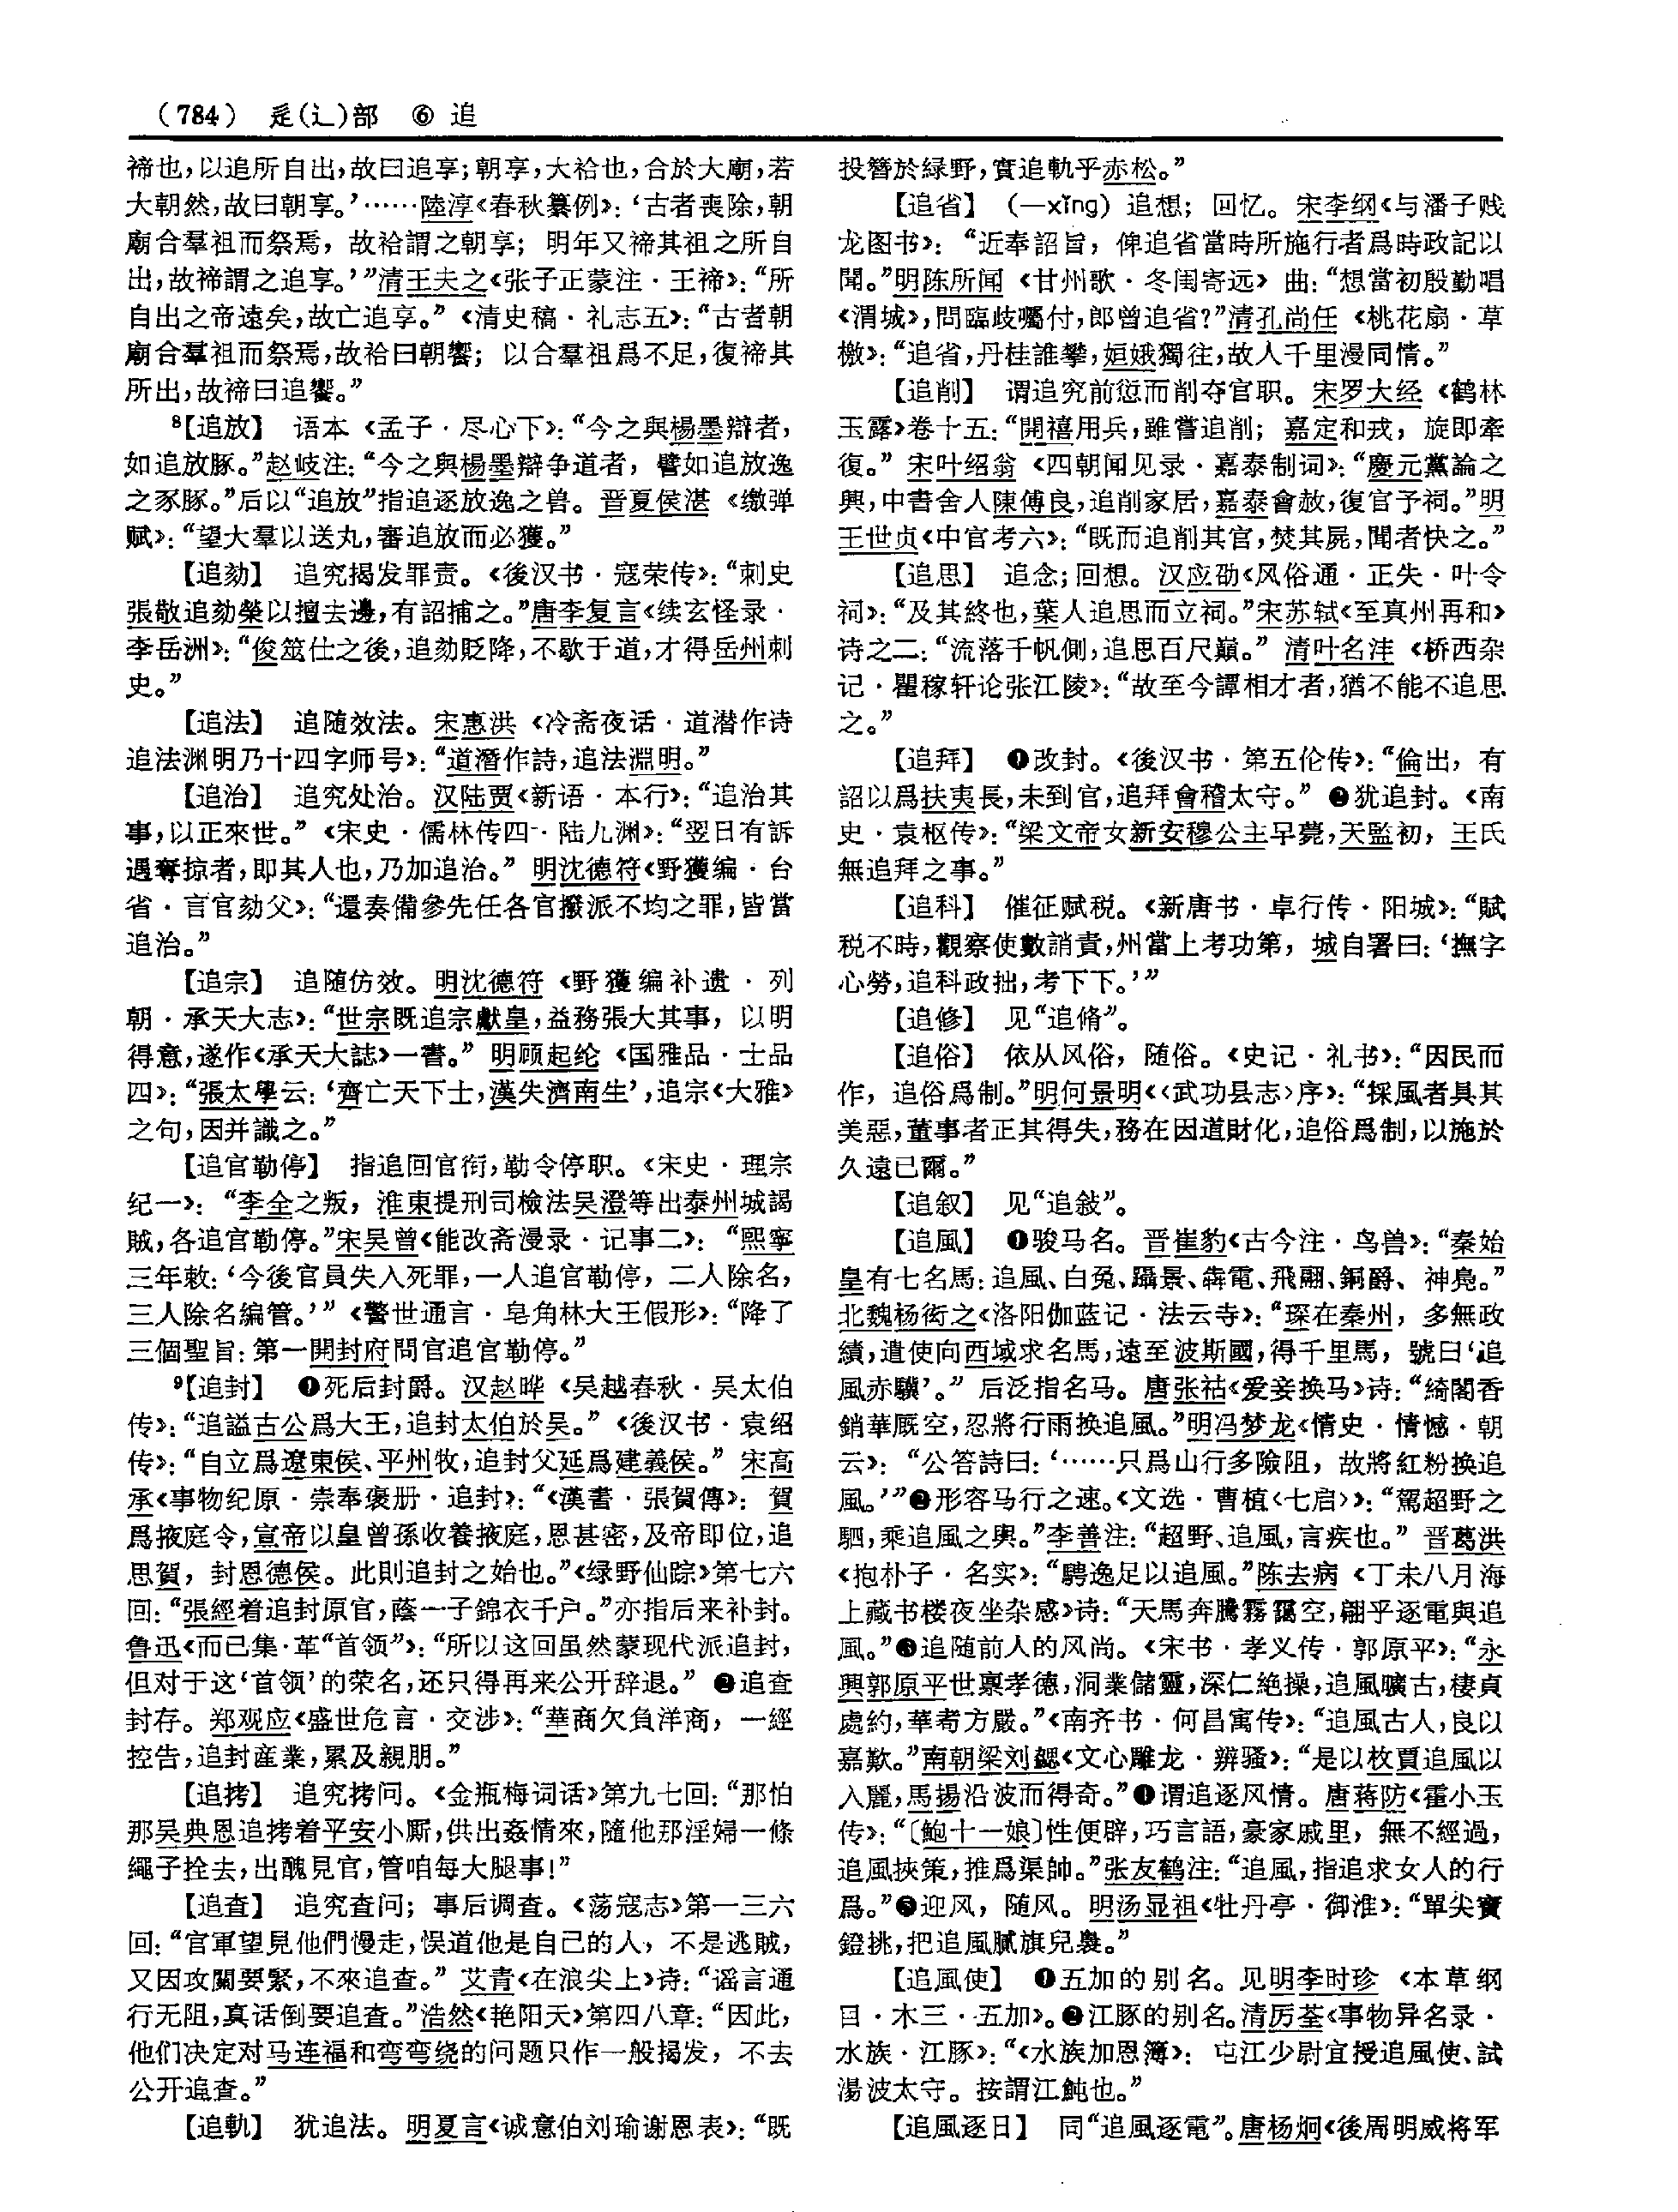 （784） 辵(辶)部 ⑥ 追
禘也，以追所自出，故曰追享；朝享，大祫也，合於大廟，若
大朝然，故曰朝享。’……陸淳《春秋纂例》：‘古者喪除，朝
廟合羣祖而祭焉，故祫謂之朝享；明年又禘其祖之所自
出，故禘謂之追享。’”清王夫之《张子正蒙注·王禘》：“所
自出之帝遠矣，故亡追享。”《清史稿·礼志五》：“古者朝
廟合羣祖而祭焉，故祫曰朝饗；以合羣祖爲不足，復禘其
所出，故禘曰追饗。”
⁸【追放】 语本《孟子·尽心下》：“今之與楊墨辯者，
如追放豚。”赵岐注：“今之與楊墨辯争道者，譬如追放逸
之豕豚。”后以“追放”指追逐放逸之兽。晋夏侯湛《缴弹
赋》：“望大羣以送丸，審追放而必獲。”
【追劾】 追究揭发罪责。《後汉书·寇荣传》：“刺史
張敬追劾榮以擅去邊，有詔捕之。”唐李复言《续玄怪录·
李岳洲》：“俊筮仕之後，追劾貶降，不歇于道，才得岳州刺
史。”
【追法】 追随效法。宋惠洪《冷斋夜话·道潜作诗
追法渊明乃十四字师号》：“道潛作詩，追法淵明。”
【追治】 追究处治。汉陆贾《新语·本行》：“追治其
事，以正來世。”《宋史·儒林传四·陆九渊》：“翌日有訴
遇奪掠者，即其人也，乃加追治。”明沈德符《野獲编·台
省·言官劾父》：“還奏備參先任各官撥派不均之罪，皆當
追治。”
【追宗】 追随仿效。明沈德符《野獲编补遗·列
朝·承天大志》：“世宗既追宗獻皇，益務張大其事，以明
得意，遂作《承天大誌》一書。”明顾起纶《国雅品·士品
四》：“張太學云：‘齊亡天下士，漢失濟南生’，追宗《大雅》
之句，因并識之。”
【追官勒停】 指追回官衔，勒令停职。《宋史·理宗
纪一》：“李全之叛，淮東提刑司檢法吴澄等出泰州城謁
賊，各追官勒停。”宋吴曾《能改斋漫录·记事二》：“熙寧
三年敕：‘今後官員失入死罪，一人追官勒停，二人除名，
三人除名編管。’”《警世通言·皂角林大王假形》：“降了
三個聖旨：第一開封府問官追官勒停。”
⁹【追封】 ❶死后封爵。汉赵晔《吴越春秋·吴太伯
传》：“追謚古公爲大王，追封太伯於吴。”《後汉书·袁绍
传》：“自立爲遼東侯、平州牧，追封父延爲建義侯。”宋高
承《事物纪原·崇奉褒册·追封》：“《漢書·張賀傳》：賀
爲掖庭令，宣帝以皇曾孫收養掖庭，恩甚密，及帝即位，追
思賀，封恩德侯。此則追封之始也。”《绿野仙踪》第七六
回：“張經着追封原官，蔭一子錦衣千户。”亦指后来补封。
鲁迅《而已集·革“首领”》：“所以这回虽然蒙现代派追封，
但对于这‘首领’的荣名，还只得再来公开辞退。”❷追查
封存。郑观应《盛世危言·交涉》：“華商欠負洋商，一經
控告，追封産業，累及親朋。”
【追拷】 追究拷问。《金瓶梅词话》第九七回：“那怕
那吴典恩追拷着平安小厮，供出姦情來，隨他那淫婦一條
繩子拴去，出醜見官，管咱每大腿事！”
【追查】 追究查问；事后调查。《荡寇志》第一三六
回：“官軍望見他們慢走，悮道他是自己的人，不是逃賊，
又因攻關要緊，不來追查。”艾青《在浪尖上》诗：“谣言通
行无阻，真话倒要追查。”浩然《艳阳天》第四八章：“因此，
他们决定对马连福和弯弯绕的问题只作一般揭发，不去
公开追查。”
【追軌】 犹追法。明夏言《诚意伯刘瑜谢恩表》：“既
投簪於緑野，實追軌乎赤松。”
【追省】（—xǐng）追想；回忆。宋李纲《与潘子贱
龙图书》：“近奉詔旨，俾追省當時所施行者爲時政記以
聞。”明陈所闻《甘州歌·冬闺寄远》曲：“想當初殷勤唱
《渭城》，問臨歧囑付，郎曾追省？”清孔尚任《桃花扇·草
檄》：“追省，丹桂誰攀，姮娥獨往，故人千里漫同情。”
【追削】 谓追究前愆而削夺官职。宋罗大经《鹤林
玉露》卷十五：“開禧用兵，雖嘗追削；嘉定和戎，旋即牽
復。”宋叶绍翁《四朝闻见录·嘉泰制词》：“慶元黨論之
興，中書舍人陳傅良，追削家居，嘉泰會赦，復官予祠。”明
王世贞《中官考六》：“既而追削其官，焚其屍，聞者快之。”
【追思】 追念；回想。汉应劭《风俗通·正失·叶令
祠》：“及其終也，葉人追思而立祠。”宋苏轼《至真州再和》
诗之二：“流落千帆側，追思百尺巔。”清叶名沣《桥西杂
记·瞿稼轩论张江陵》：“故至今譚相才者，猶不能不追思
之。”
【追拜】 ❶改封。《後汉书·第五伦传》：“倫出，有
詔以爲扶夷長，未到官，追拜會稽太守。”❷犹追封。《南
史·袁枢传》：“梁文帝女新安穆公主早薨，天監初，王氏
無追拜之事。”
【追科】 催征赋税。《新唐书·卓行传·阳城》：“賦
税不時，觀察使數誚責，州當上考功第，城自署曰：‘撫字
心勞，追科政拙，考下下。’”
【追修】 见“追脩”。
【追俗】 依从风俗，随俗。《史记·礼书》：“因民而
作，追俗爲制。”明何景明《〈武功县志〉序》：“採風者具其
美惡，董事者正其得失，務在因道財化，追俗爲制，以施於
久遠已爾。”
【追叙】 见“追敍”。
【追風】 ❶骏马名。晋崔豹《古今注·鸟兽》：“秦始
皇有七名馬：追風、白兔、躡景、犇電、飛翮、銅爵、神鳧。”
北魏杨衒之《洛阳伽蓝记·法云寺》：“琛在秦州，多無政
績，遣使向西域求名馬，遠至波斯國，得千里馬，號曰‘追
風赤驥’。”后泛指名马。唐张祜《爱妾换马》诗：“綺閣香
銷華厩空，忍將行雨换追風。”明冯梦龙《情史·情憾·朝
云》：“公答詩曰：‘……只爲山行多險阻，故將紅粉换追
風。’”❷形容马行之速。《文选·曹植〈七启〉》：“駕超野之
駟，乘追風之輿。”李善注：“超野、追風，言疾也。”晋葛洪
《抱朴子·名实》：“騁逸足以追風。”陈去病《丁未八月海
上藏书楼夜坐杂感》诗：“天馬奔騰霧靄空，翩乎逐電與追
風。”❸追随前人的风尚。《宋书·孝义传·郭原平》：“永
興郭原平世禀孝德，洞業儲靈，深仁絶操，追風曠古，棲貞
處約，華耇方嚴。”《南齐书·何昌寓传》：“追風古人，良以
嘉歎。”南朝梁刘勰《文心雕龙·辨骚》：“是以枚賈追風以
入麗，馬揚沿波而得奇。”❹谓追逐风情。唐蒋防《霍小玉
传》：“〔鮑十一娘〕性便辟，巧言語，豪家戚里，無不經過，
追風挾策，推爲渠帥。”张友鹤注：“追風，指追求女人的行
爲。”❺迎风，随风。明汤显祖《牡丹亭·御淮》：“單尖寶
鐙挑，把追風膩旗兒裊。”
【追風使】 ❶五加的别名。见明李时珍《本草纲
目·木三·五加》。❷江豚的别名。清厉荃《事物异名录·
水族·江豚》：“《水族加恩簿》：屯江少尉宜授追風使、試
湯波太守。按謂江魨也。”
【追風逐日】 同“追風逐電”。唐杨炯《後周明威将军